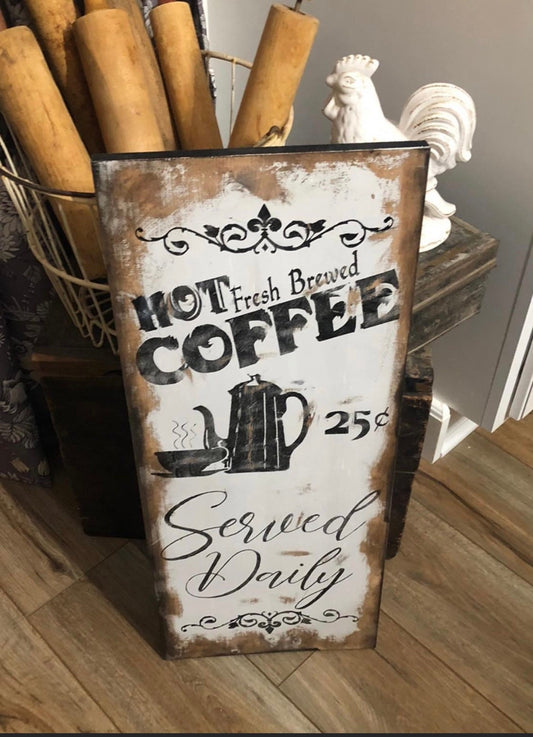 HOT Fresh Brewed
COFFEE
25¢
Served
Daily